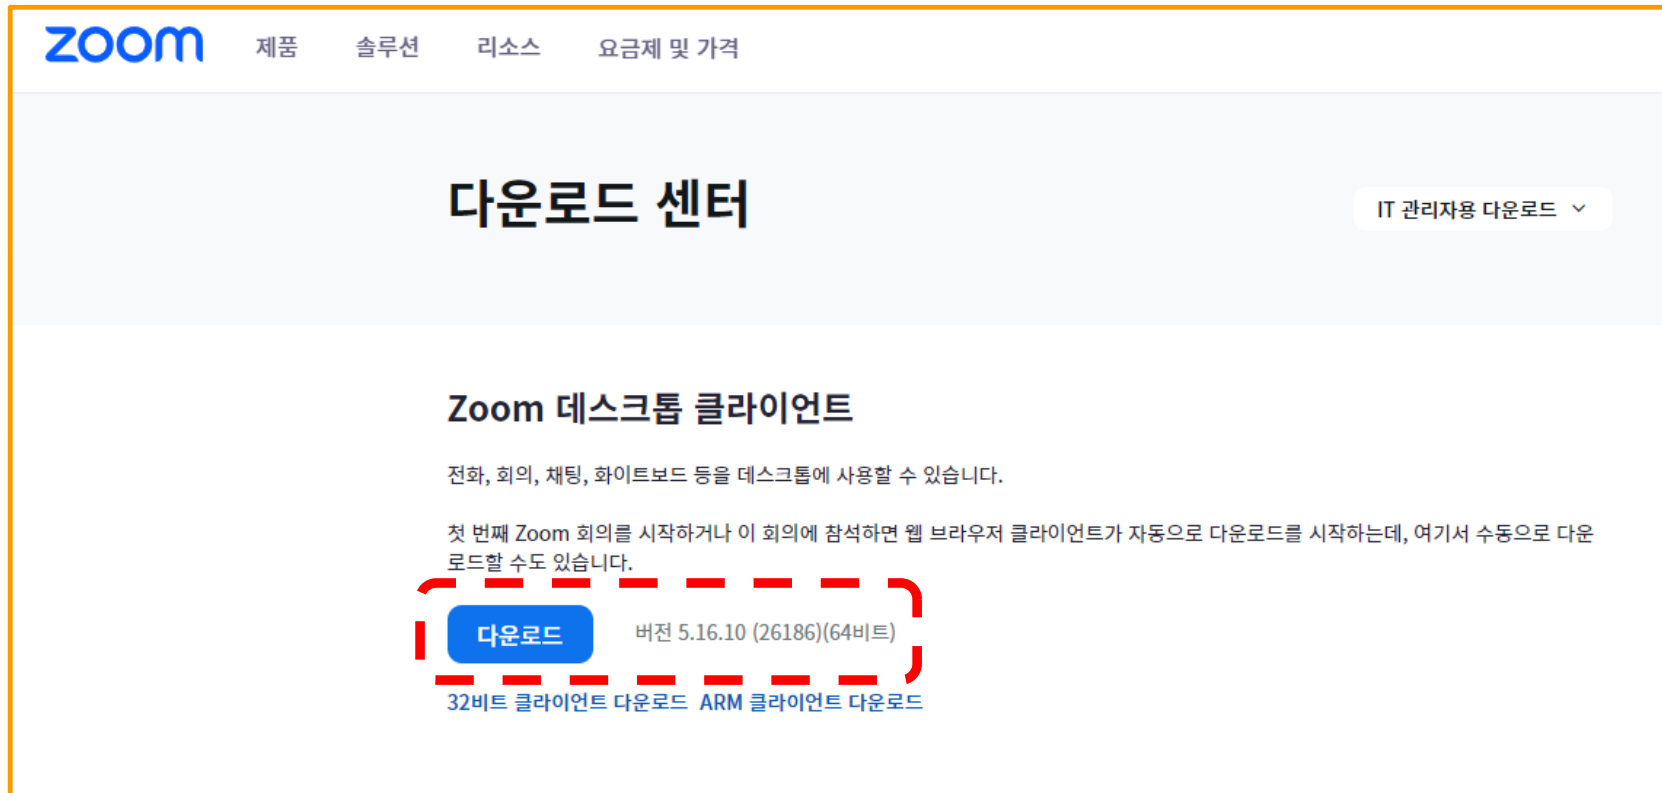 zoom 제품 솔루션 리소스 요금제 및 가격
다운로드 센터
IT 관리자용 다운로드
Zoom 데스크톱 클라이언트
전화, 회의, 채팅, 화이트보드 등을 데스크톱에 사용할 수 있습니다.
첫 번째 Zoom 회의를 시작하거나 이 회의에 참석하면 웹 브라우저 클라이언트가 자동으로 다운로드를 시작하는데, 여기서 수동으로 다운
로드할 수도 있습니다.
다운로드 버전 5.16.10 (26186)(64비트)
32비트 클라이언트 다운로드 ARM 클라이언트 다운로드